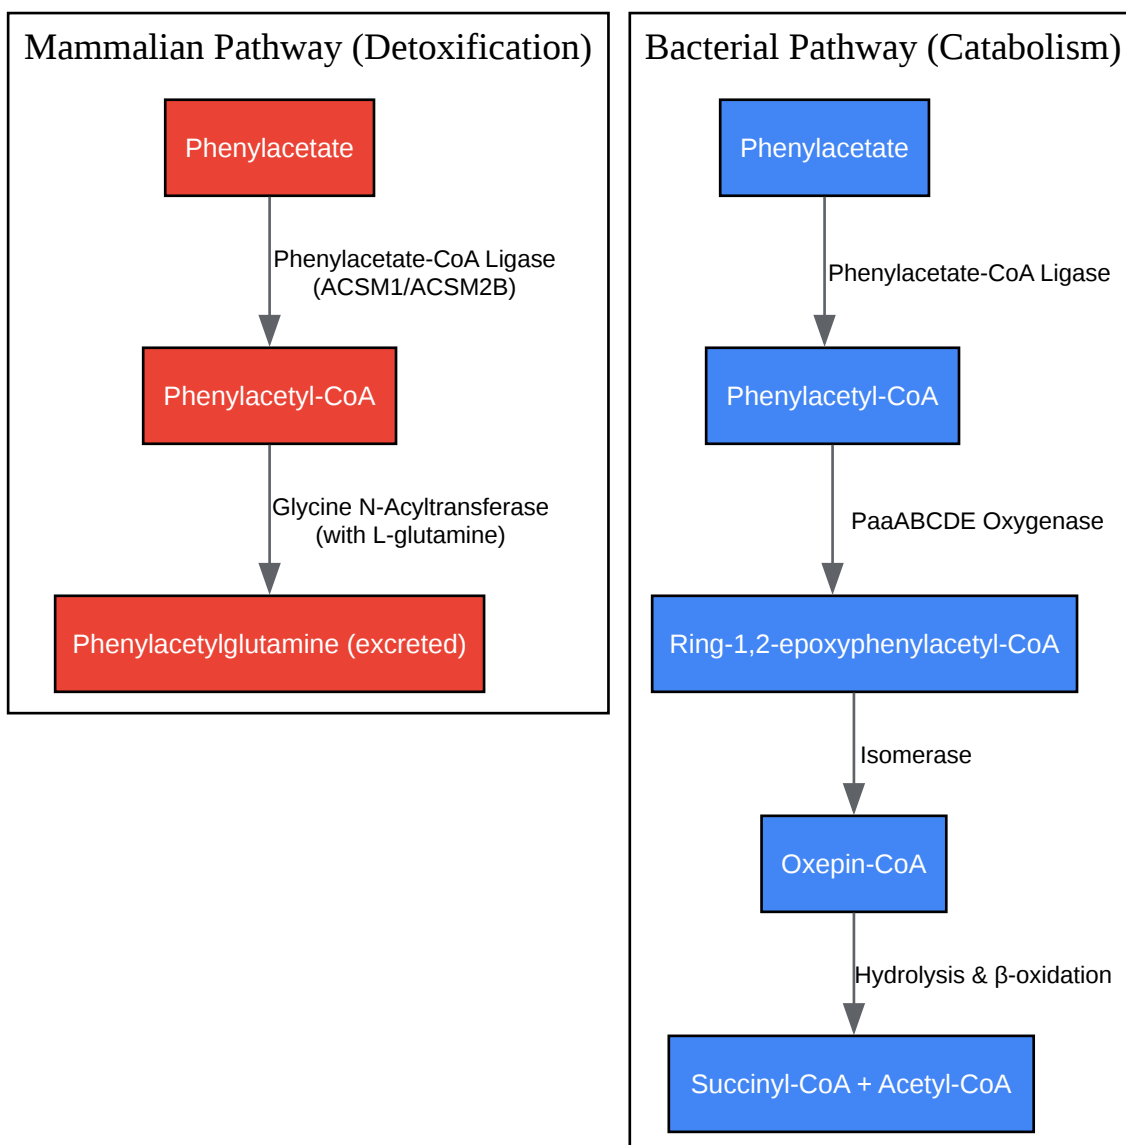 Mammalian Pathway (Detoxification)
Phenylacetate
Phenylacetate-CoA Ligase
(ACSM1/ACSM2B)
Phenylacetyl-CoA
Glycine N-Acyltransferase
(with L-glutamine)
Phenylacetylglutamine (excreted)
Bacterial Pathway (Catabolism)
Phenylacetate
Phenylacetate-CoA Ligase
Phenylacetyl-CoA
PaaABCDE Oxygenase
Ring-1,2-epoxyphenylacetyl-CoA
Isomerase
Oxepin-CoA
Hydrolysis & β-oxidation
Succinyl-CoA + Acetyl-CoA